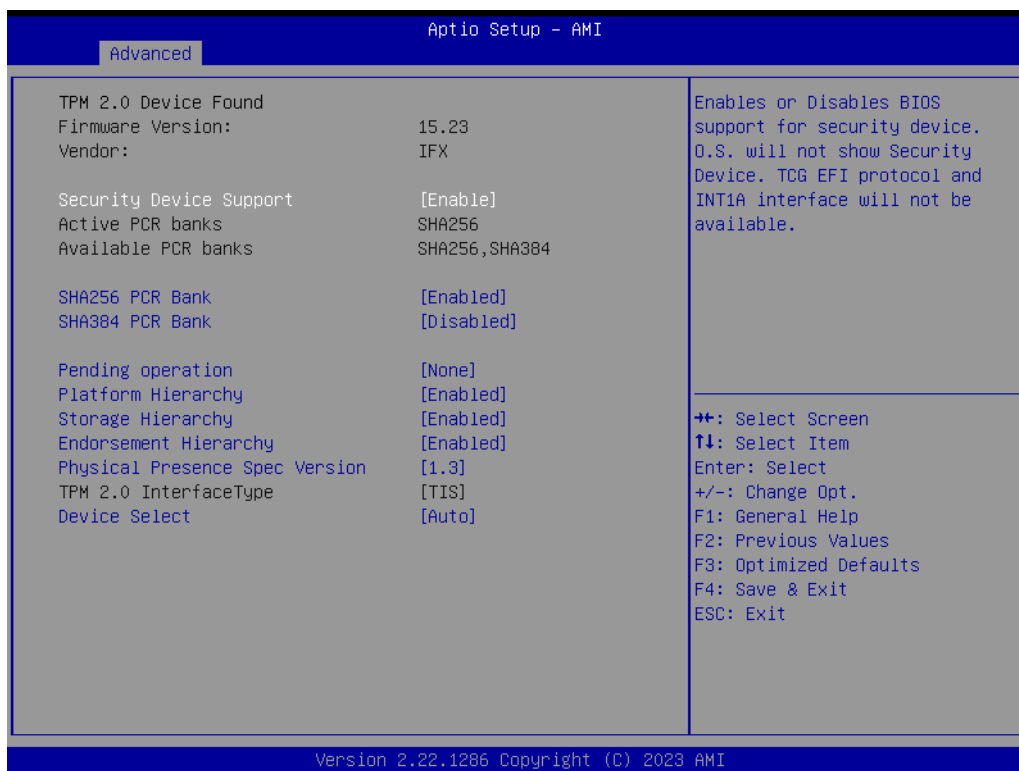 Aptio Setup - AMI
Advanced
TPM 2.0 Device Found
Firmware Version: 15.23
Vendor: IFX
Security Device Support [Enable]
Active PCR banks SHA256
Available PCR banks SHA256,SHA384
SHA256 PCR Bank [Enabled]
SHA384 PCR Bank [Disabled]
Pending operation [None]
Platform Hierarchy [Enabled]
Storage Hierarchy [Enabled]
Endorsement Hierarchy [Enabled]
Physical Presence Spec Version [1.3]
TPM 2.0 InterfaceType [TIS]
Device Select [Auto]
Enables or Disables BIOS
support for security device.
O.S. will not show Security
Device. TCG EFI protocol and
INT1A interface will not be
available.
→←: Select Screen
↑↓: Select Item
Enter: Select
+/-: Change Opt.
F1: General Help
F2: Previous Values
F3: Optimized Defaults
F4: Save & Exit
ESC: Exit
Version 2.22.1286 Copyright (C) 2023 AMI